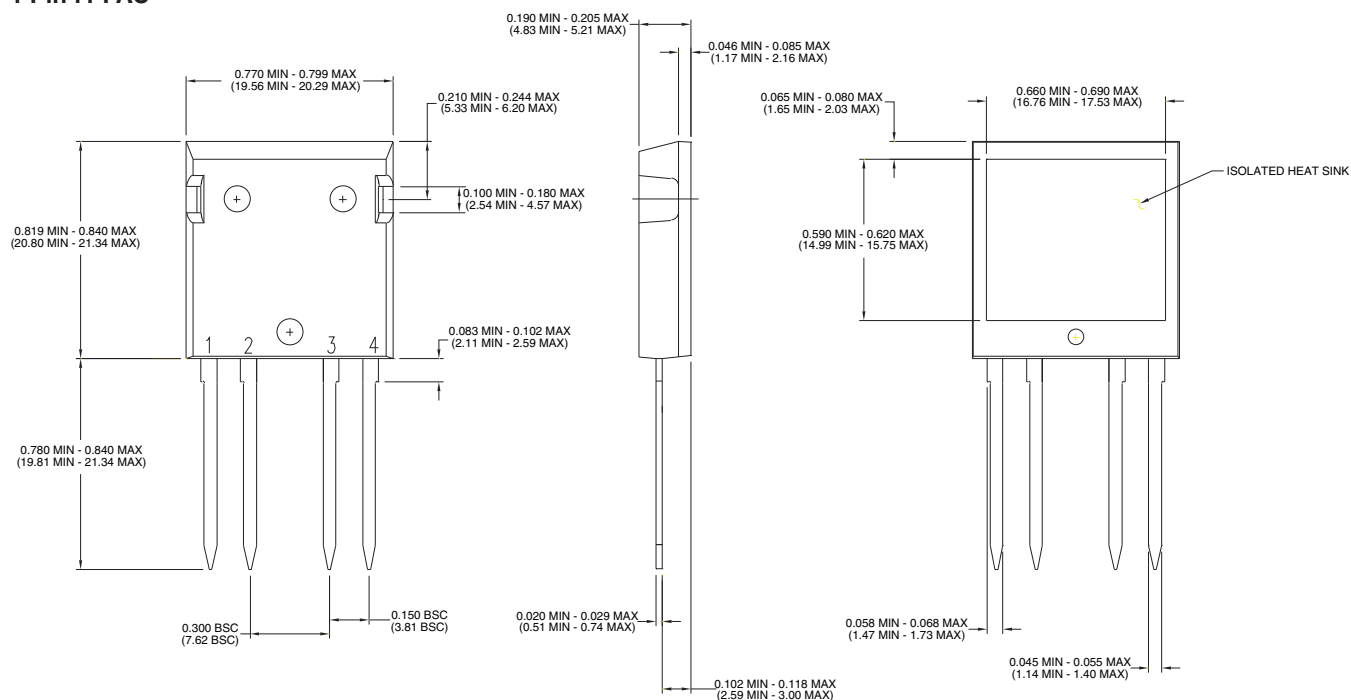 0.190 MIN - 0.205 MAX
(4.83 MIN - 5.21 MAX)
0.046 MIN - 0.085 MAX
(1.17 MIN - 2.16 MAX)
0.770 MIN - 0.799 MAX
(19.56 MIN - 20.29 MAX)
0.210 MIN - 0.244 MAX
(5.33 MIN - 6.20 MAX)
0.065 MIN - 0.080 MAX
(1.65 MIN - 2.03 MAX)
0.660 MIN - 0.690 MAX
(16.76 MIN - 17.53 MAX)
ISOLATED HEAT SINK
0.100 MIN - 0.180 MAX
(2.54 MIN - 4.57 MAX)
0.819 MIN - 0.840 MAX
(20.80 MIN - 21.34 MAX)
0.590 MIN - 0.620 MAX
(14.99 MIN - 15.75 MAX)
0.083 MIN - 0.102 MAX
(2.11 MIN - 2.59 MAX)
1 2 3 4
0.780 MIN - 0.840 MAX
(19.81 MIN - 21.34 MAX)
0.300 BSC
(7.62 BSC)
0.150 BSC
(3.81 BSC)
0.020 MIN - 0.029 MAX
(0.51 MIN - 0.74 MAX)
0.058 MIN - 0.068 MAX
(1.47 MIN - 1.73 MAX)
0.045 MIN - 0.055 MAX
(1.14 MIN - 1.40 MAX)
0.102 MIN - 0.118 MAX
(2.59 MIN - 3.00 MAX)